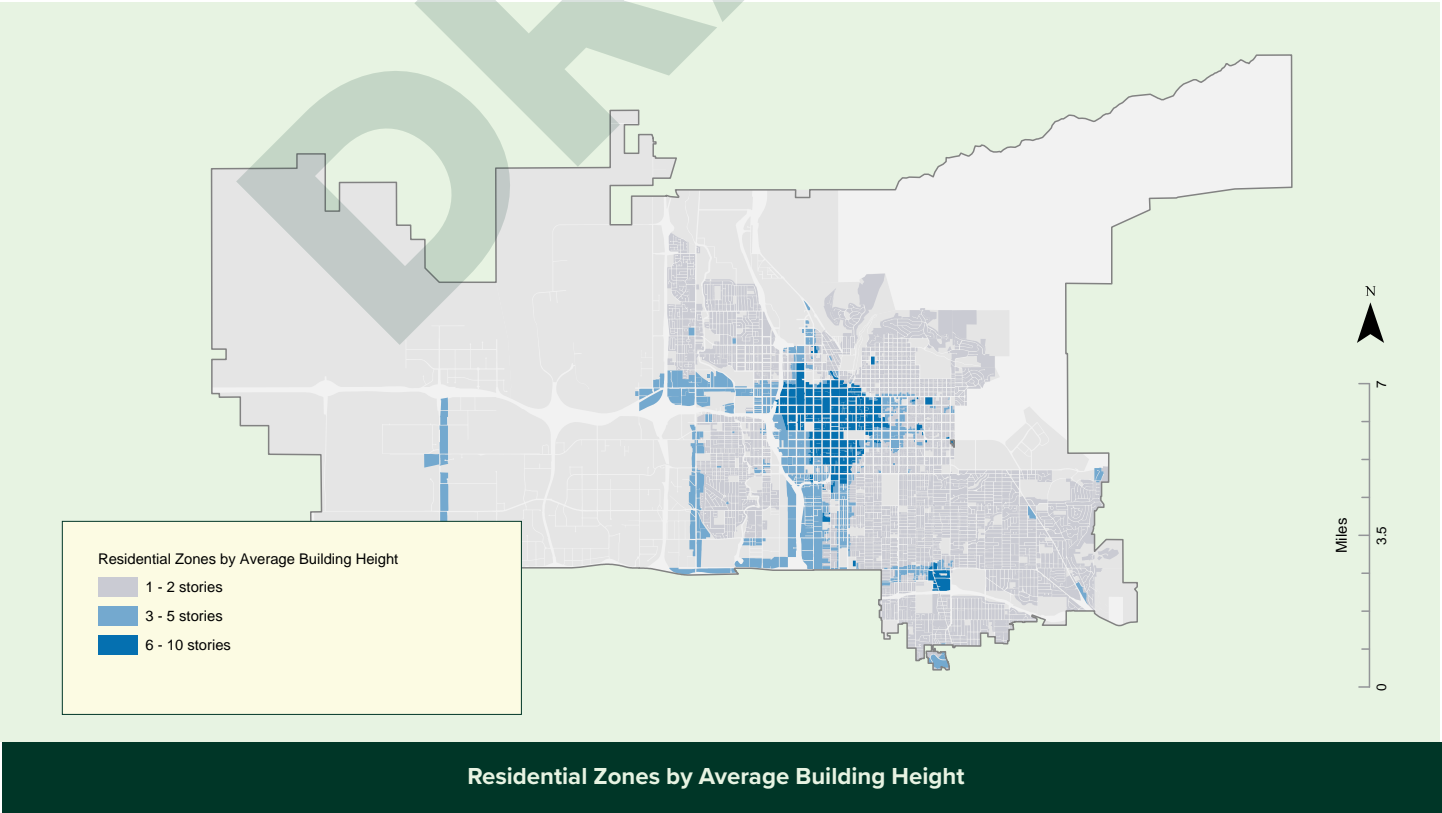 DR
N
7
3.5
0
Miles
Residential Zones by Average Building Height
1 - 2 stories
3 - 5 stories
6 - 10 stories
Residential Zones by Average Building Height